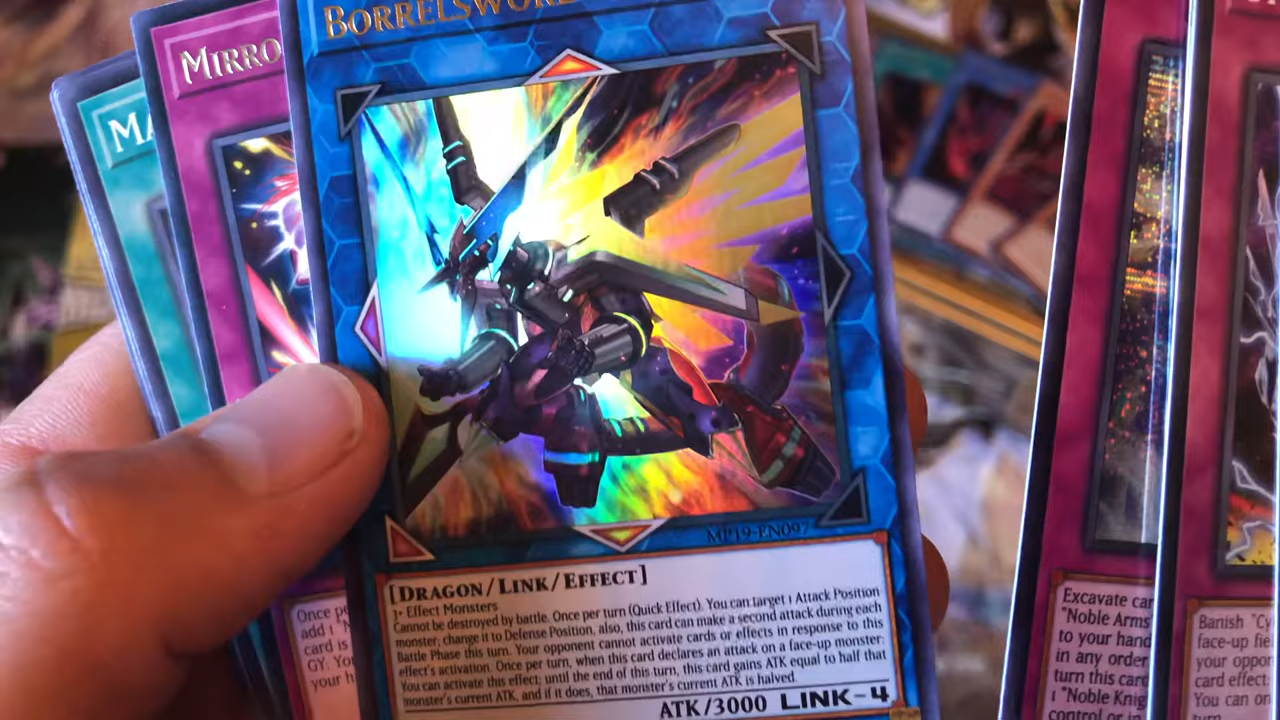 BORRELSWORD
MIRRO
MA
MP19-EN097
[DRAGON/LINK/EFFECT]
3+ Effect Monsters
Cannot be destroyed by battle. Once per turn (Quick Effect): You can target 1 Attack Position
monster; change it to Defense Position, also, this card can make a second attack during each
Battle Phase this turn. Your opponent cannot activate cards or effects in response to this
effect's activation. Once per turn, when this card declares an attack on a face-up monster:
You can activate this effect; until the end of this turn, this card gains ATK equal to half that
monster's current ATK, and if it does, that monster's current ATK is halved.
ATK/3000 LINK-4
Once pe
add 1
card is
GY: You
your h
Excavate car
"Noble Arms
to your hand
in any order
turn this card
1 "Noble Knig
control or in
Banish "Cy
face-up fie
your oppon
card effect:
You can on